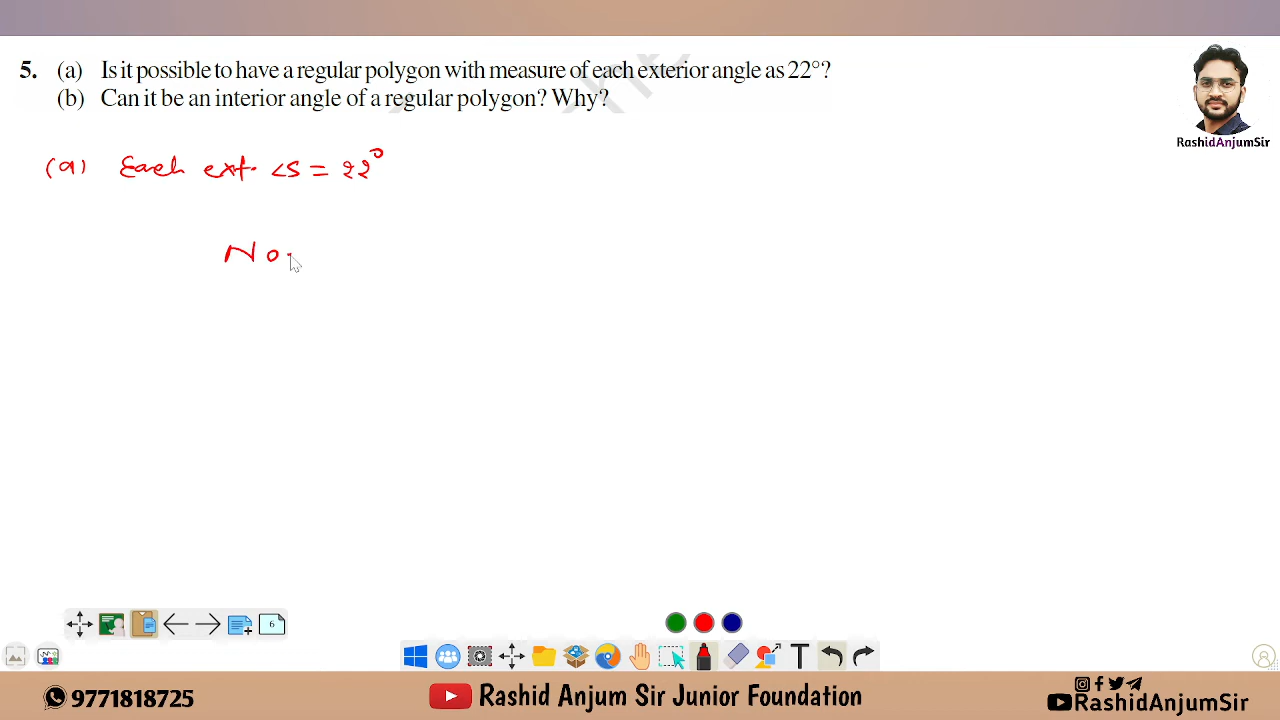 5. (a) Is it possible to have a regular polygon with measure of each exterior angle as 22°?
(b) Can it be an interior angle of a regular polygon? Why?
RashidAnjumSir
(a) Each ext. <s = 22°
No.
6
9771818725
Rashid Anjum Sir Junior Foundation
RashidAnjumSir